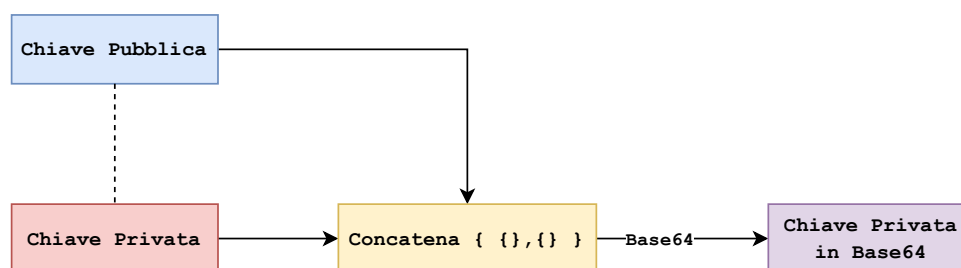 Chiave Pubblica
Chiave Privata
Concatena { {},{} }
Base64
Chiave Privata
in Base64